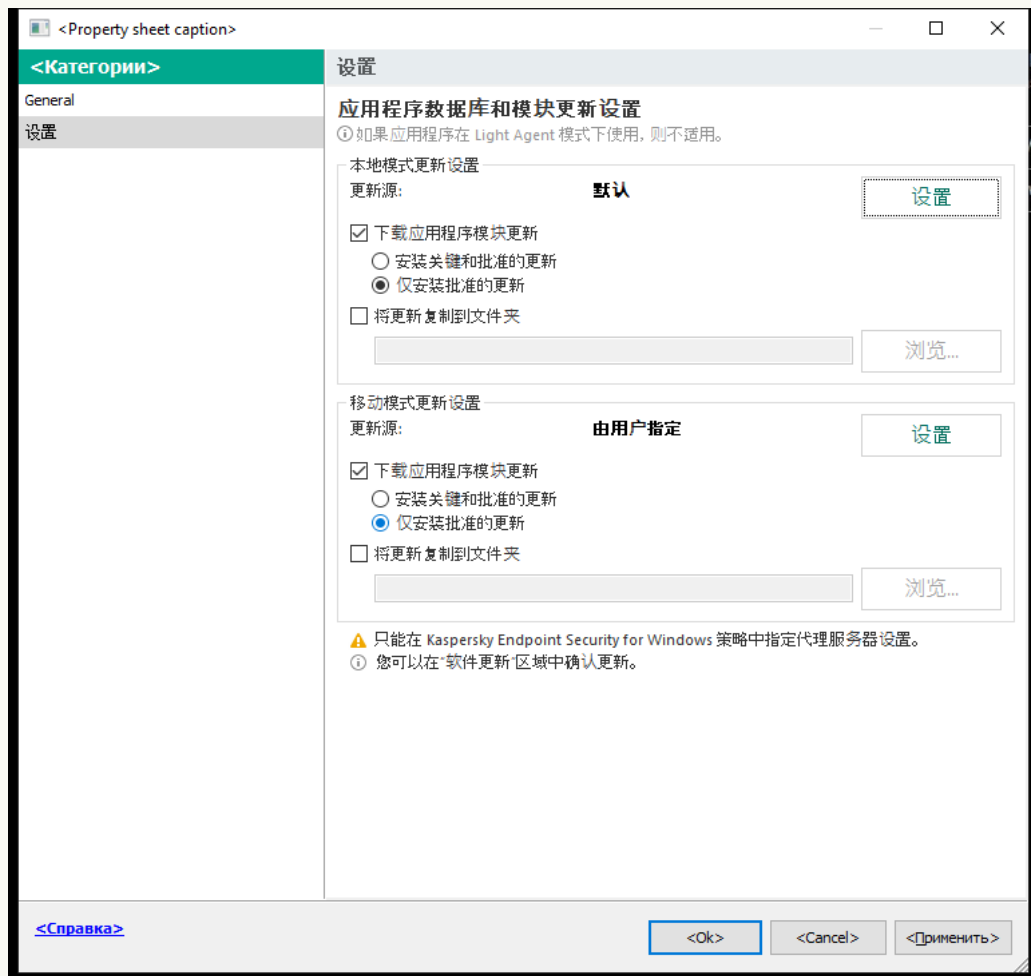 <Property sheet caption>
<Категории>
General
设置
设置
应用程序数据库和模块更新设置
如果应用程序在 Light Agent 模式下使用, 则不适用。
本地模式更新设置
更新源: 默认 设置
下载应用程序模块更新
安装关键和批准的更新
仅安装批准的更新
将更新复制到文件夹
浏览...
移动模式更新设置
更新源: 由用户指定 设置
下载应用程序模块更新
安装关键和批准的更新
仅安装批准的更新
将更新复制到文件夹
浏览...
只能在 Kaspersky Endpoint Security for Windows 策略中指定代理服务器设置。
您可以在"软件更新"区域中确认更新。
<Справка>
<Ok> <Cancel> <Применить>